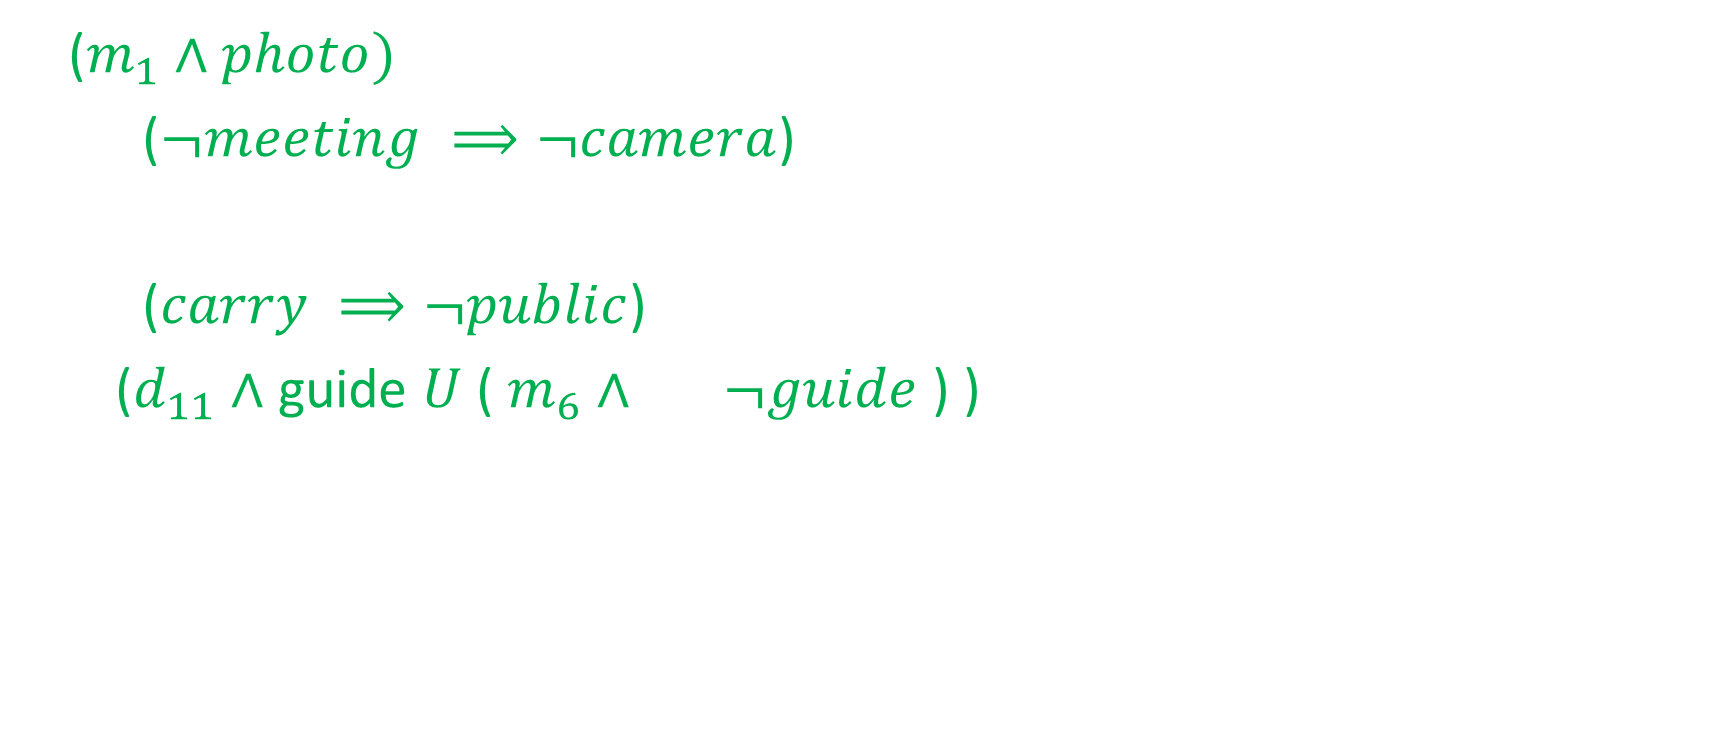 (m₁ ∧ photo)
(¬meeting ⟹ ¬camera)
(carry ⟹ ¬public)
(d₁₁ ∧ guide U ( m₆ ∧ ¬guide ) )